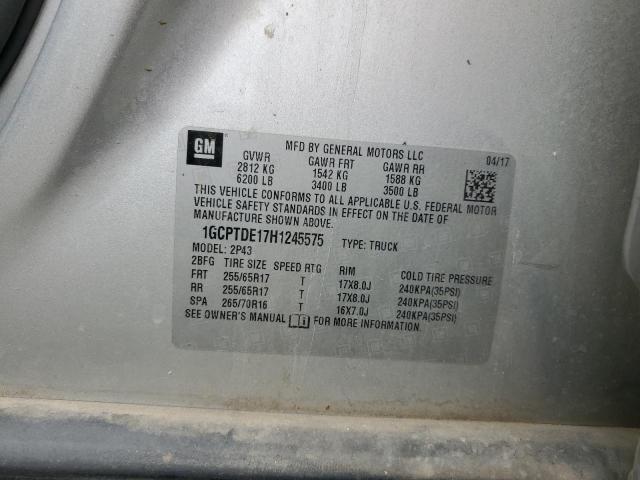 GM
MFD BY GENERAL MOTORS LLC 04/17
GVWR GAWR FRT GAWR RR
2812 KG 1542 KG 1588 KG
6200 LB 3400 LB 3500 LB
THIS VEHICLE CONFORMS TO ALL APPLICABLE U.S. FEDERAL MOTOR
VEHICLE SAFETY STANDARDS IN EFFECT ON THE DATE OF
MANUFACTURE SHOWN ABOVE.
1GCPTDE17H1245575 TYPE: TRUCK
MODEL: 2P43
2BFG TIRE SIZE SPEED RTG RIM COLD TIRE PRESSURE
FRT 255/65R17 T 17X8.0J 240KPA(35PSI)
RR 255/65R17 T 17X8.0J 240KPA(35PSI)
SPA 265/70R16 T 16X7.0J 240KPA(35PSI)
SEE OWNER'S MANUAL FOR MORE INFORMATION.